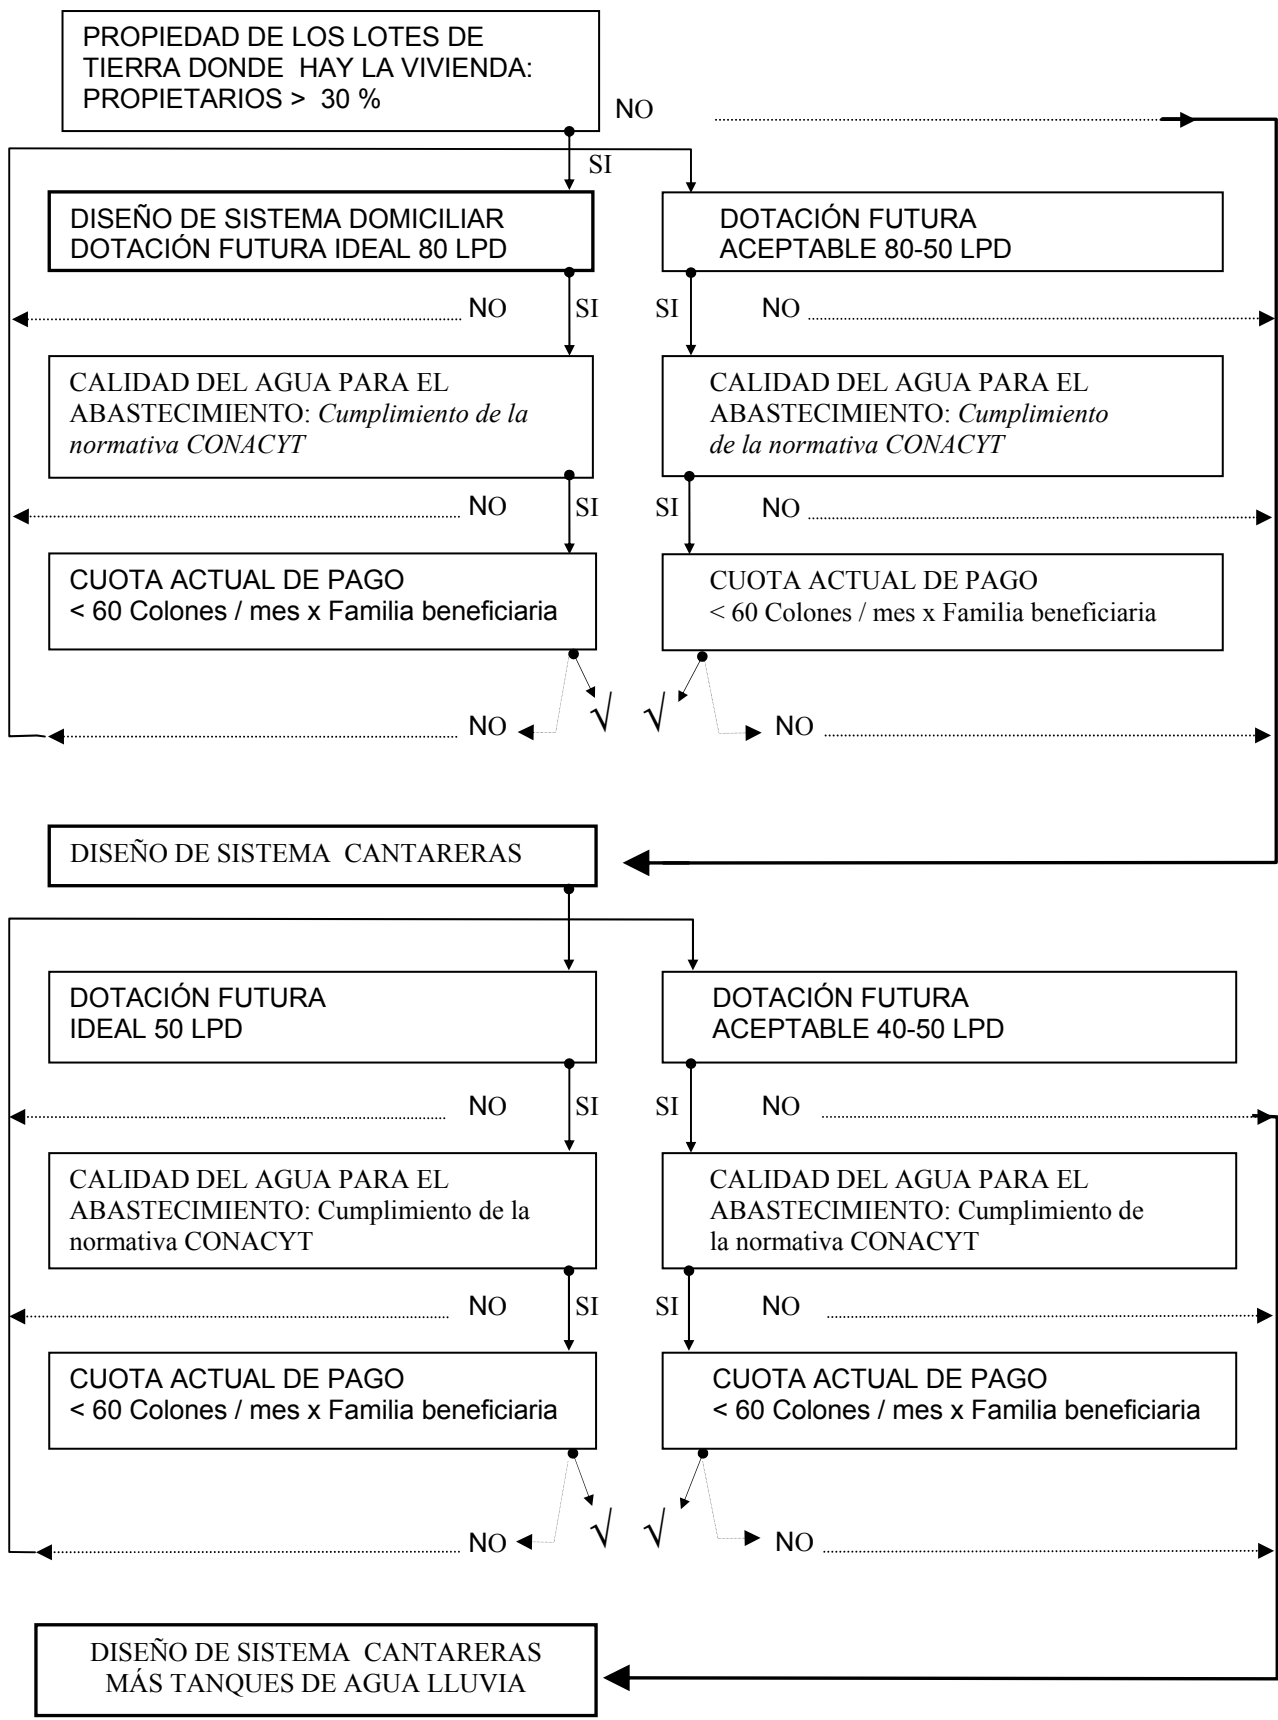 PROPIEDAD DE LOS LOTES DE
TIERRA DONDE HAY LA VIVIENDA:
PROPIETARIOS > 30 %
NO
SI
DISEÑO DE SISTEMA DOMICILIAR
DOTACIÓN FUTURA IDEAL 80 LPD
DOTACIÓN FUTURA
ACEPTABLE 80-50 LPD
NO SI SI NO
CALIDAD DEL AGUA PARA EL
ABASTECIMIENTO: Cumplimiento de la
normativa CONACYT
CALIDAD DEL AGUA PARA EL
ABASTECIMIENTO: Cumplimiento
de la normativa CONACYT
NO SI SI NO
CUOTA ACTUAL DE PAGO
< 60 Colones / mes x Familia beneficiaria
CUOTA ACTUAL DE PAGO
< 60 Colones / mes x Familia beneficiaria
NO √ √ NO
DISEÑO DE SISTEMA CANTARERAS
DOTACIÓN FUTURA
IDEAL 50 LPD
DOTACIÓN FUTURA
ACEPTABLE 40-50 LPD
NO SI SI NO
CALIDAD DEL AGUA PARA EL
ABASTECIMIENTO: Cumplimiento de la
normativa CONACYT
CALIDAD DEL AGUA PARA EL
ABASTECIMIENTO: Cumplimiento de
la normativa CONACYT
NO SI SI NO
CUOTA ACTUAL DE PAGO
< 60 Colones / mes x Familia beneficiaria
CUOTA ACTUAL DE PAGO
< 60 Colones / mes x Familia beneficiaria
NO √ √ NO
DISEÑO DE SISTEMA CANTARERAS
MÁS TANQUES DE AGUA LLUVIA